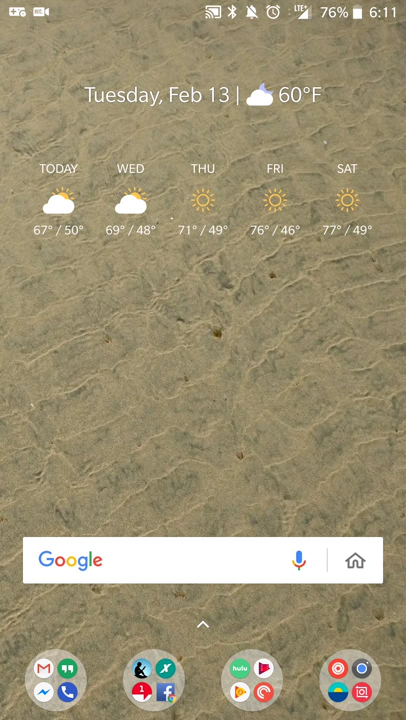 LTE+ 76% 6:11
Tuesday, Feb 13 | 60°F
TODAY WED THU FRI SAT
67° / 50° 69° / 48° 71° / 49° 76° / 46° 77° / 49°
Google
hulu